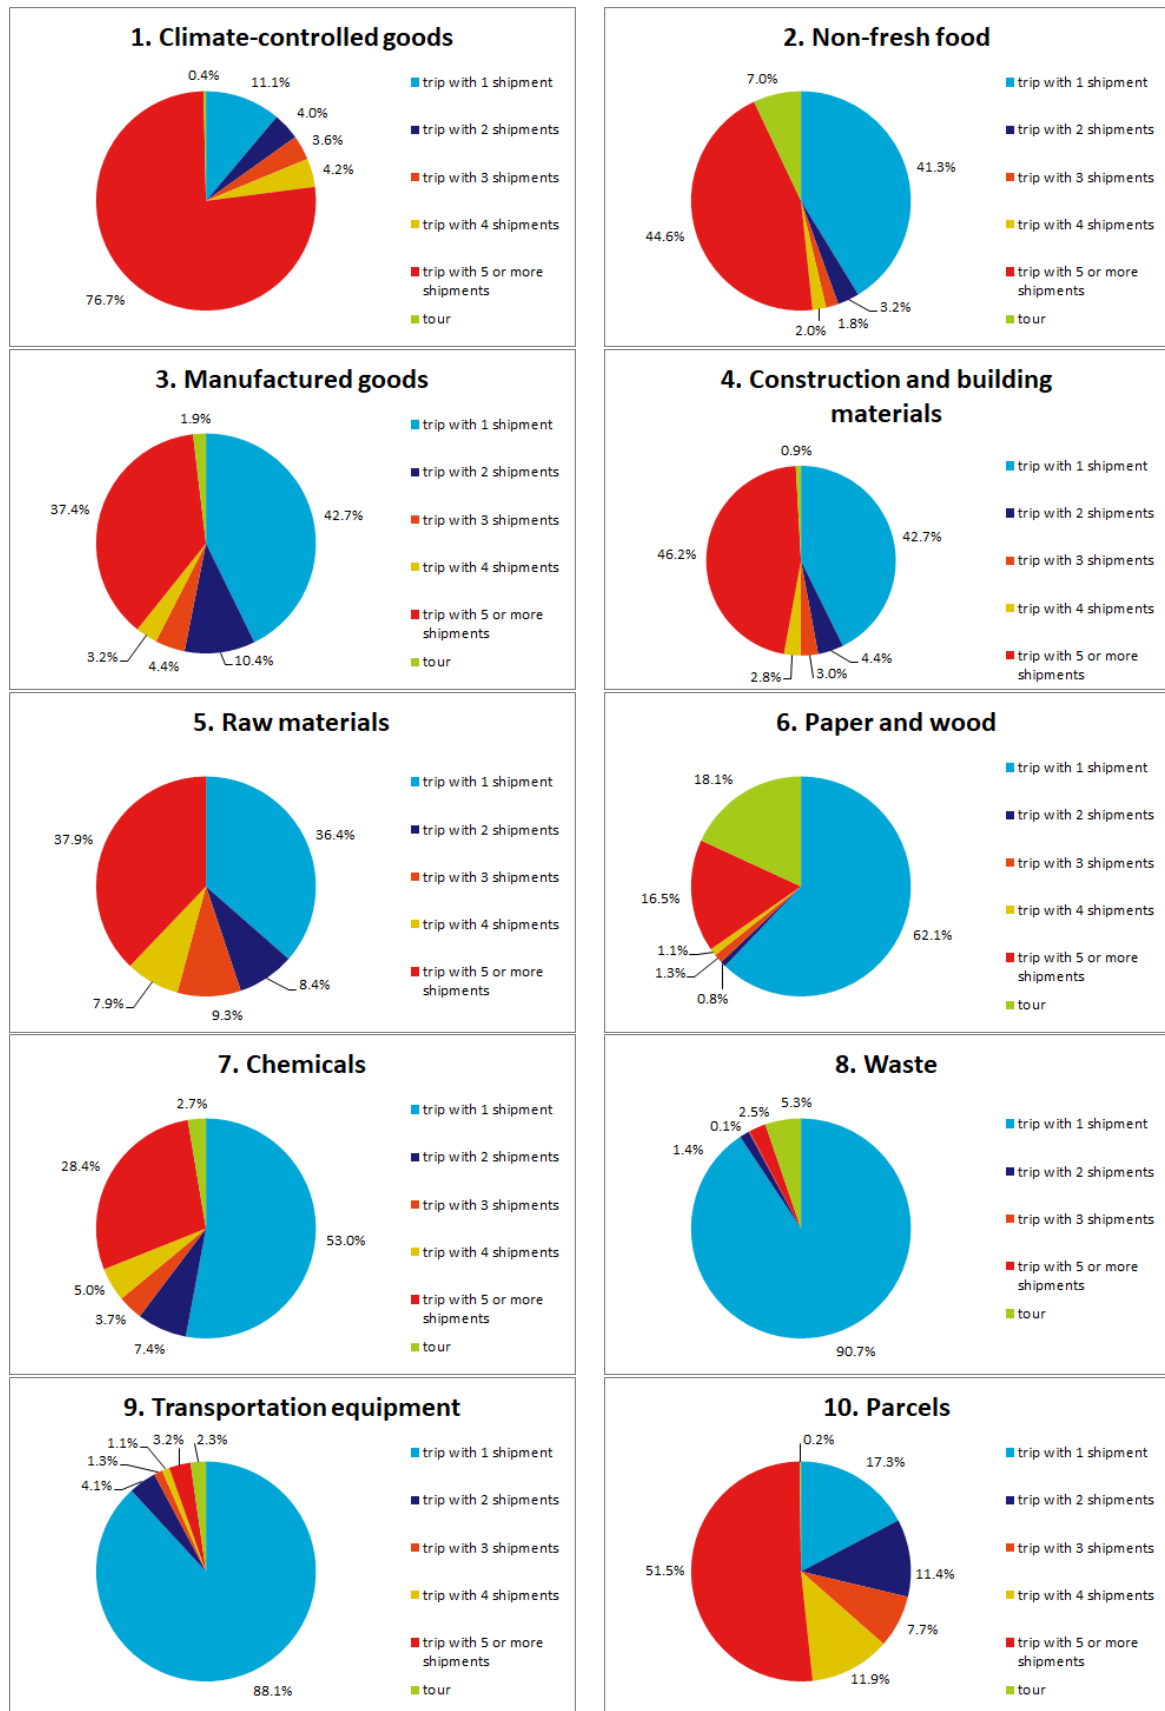 1. Climate-controlled goods
0.4%
11.1%
4.0%
3.6%
4.2%
76.7%
trip with 1 shipment
trip with 2 shipments
trip with 3 shipments
trip with 4 shipments
trip with 5 or more
shipments
tour
2. Non-fresh food
7.0%
41.3%
44.6%
3.2%
1.8%
2.0%
trip with 1 shipment
trip with 2 shipments
trip with 3 shipments
trip with 4 shipments
trip with 5 or more
shipments
tour
3. Manufactured goods
1.9%
37.4%
42.7%
3.2%
4.4%
10.4%
trip with 1 shipment
trip with 2 shipments
trip with 3 shipments
trip with 4 shipments
trip with 5 or more
shipments
tour
4. Construction and building
materials
0.9%
42.7%
46.2%
4.4%
3.0%
2.8%
trip with 1 shipment
trip with 2 shipments
trip with 3 shipments
trip with 4 shipments
trip with 5 or more
shipments
5. Raw materials
37.9%
36.4%
8.4%
7.9%
9.3%
trip with 1 shipment
trip with 2 shipments
trip with 3 shipments
trip with 4 shipments
trip with 5 or more
shipments
6. Paper and wood
18.1%
16.5%
62.1%
1.1%
1.3%
0.8%
trip with 1 shipment
trip with 2 shipments
trip with 3 shipments
trip with 4 shipments
trip with 5 or more
shipments
tour
7. Chemicals
2.7%
28.4%
53.0%
5.0%
3.7%
7.4%
trip with 1 shipment
trip with 2 shipments
trip with 3 shipments
trip with 4 shipments
trip with 5 or more
shipments
tour
8. Waste
5.3%
2.5%
0.1%
1.4%
90.7%
trip with 1 shipment
trip with 2 shipments
trip with 3 shipments
trip with 5 or more
shipments
tour
9. Transportation equipment
1.1%
3.2%
2.3%
1.3%
4.1%
88.1%
trip with 1 shipment
trip with 2 shipments
trip with 3 shipments
trip with 4 shipments
trip with 5 or more
shipments
tour
10. Parcels
0.2%
17.3%
51.5%
11.4%
7.7%
11.9%
trip with 1 shipment
trip with 2 shipments
trip with 3 shipments
trip with 4 shipments
trip with 5 or more
shipments
tour